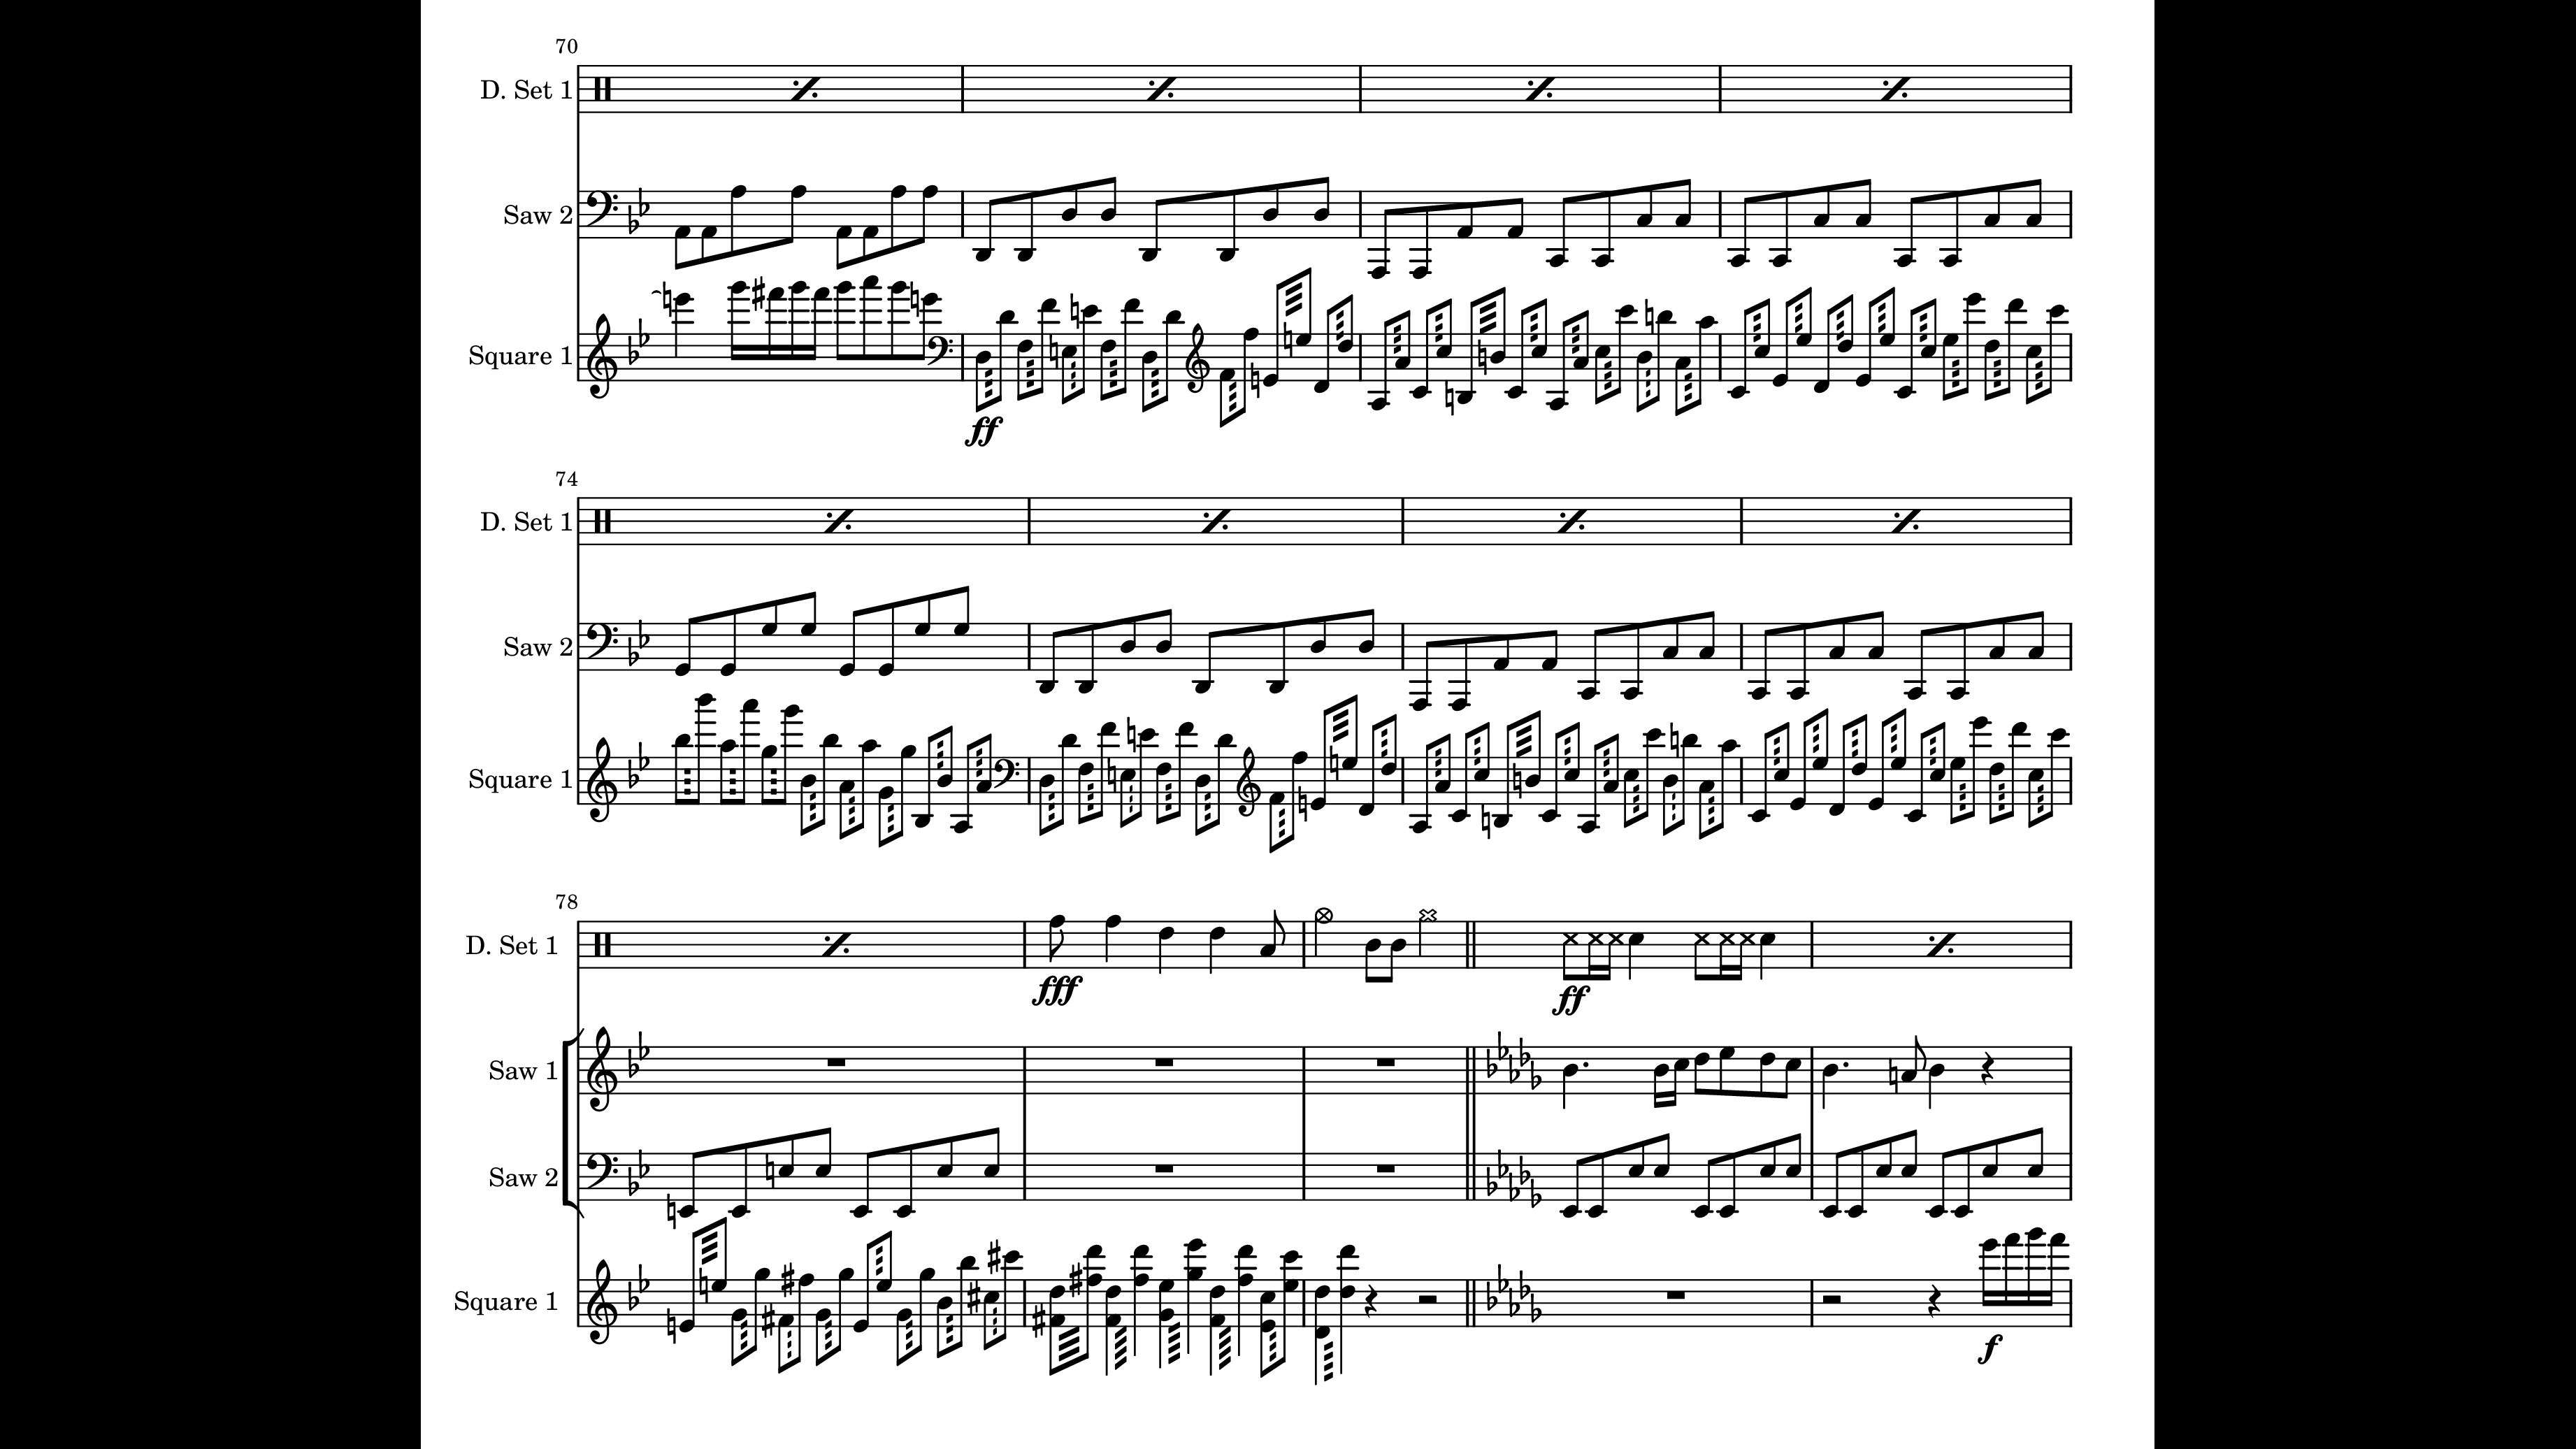 70
D. Set 1
Saw 2
Square 1
ff
74
D. Set 1
Saw 2
Square 1
78
D. Set 1
fff
ff
Saw 1
Saw 2
Square 1
f